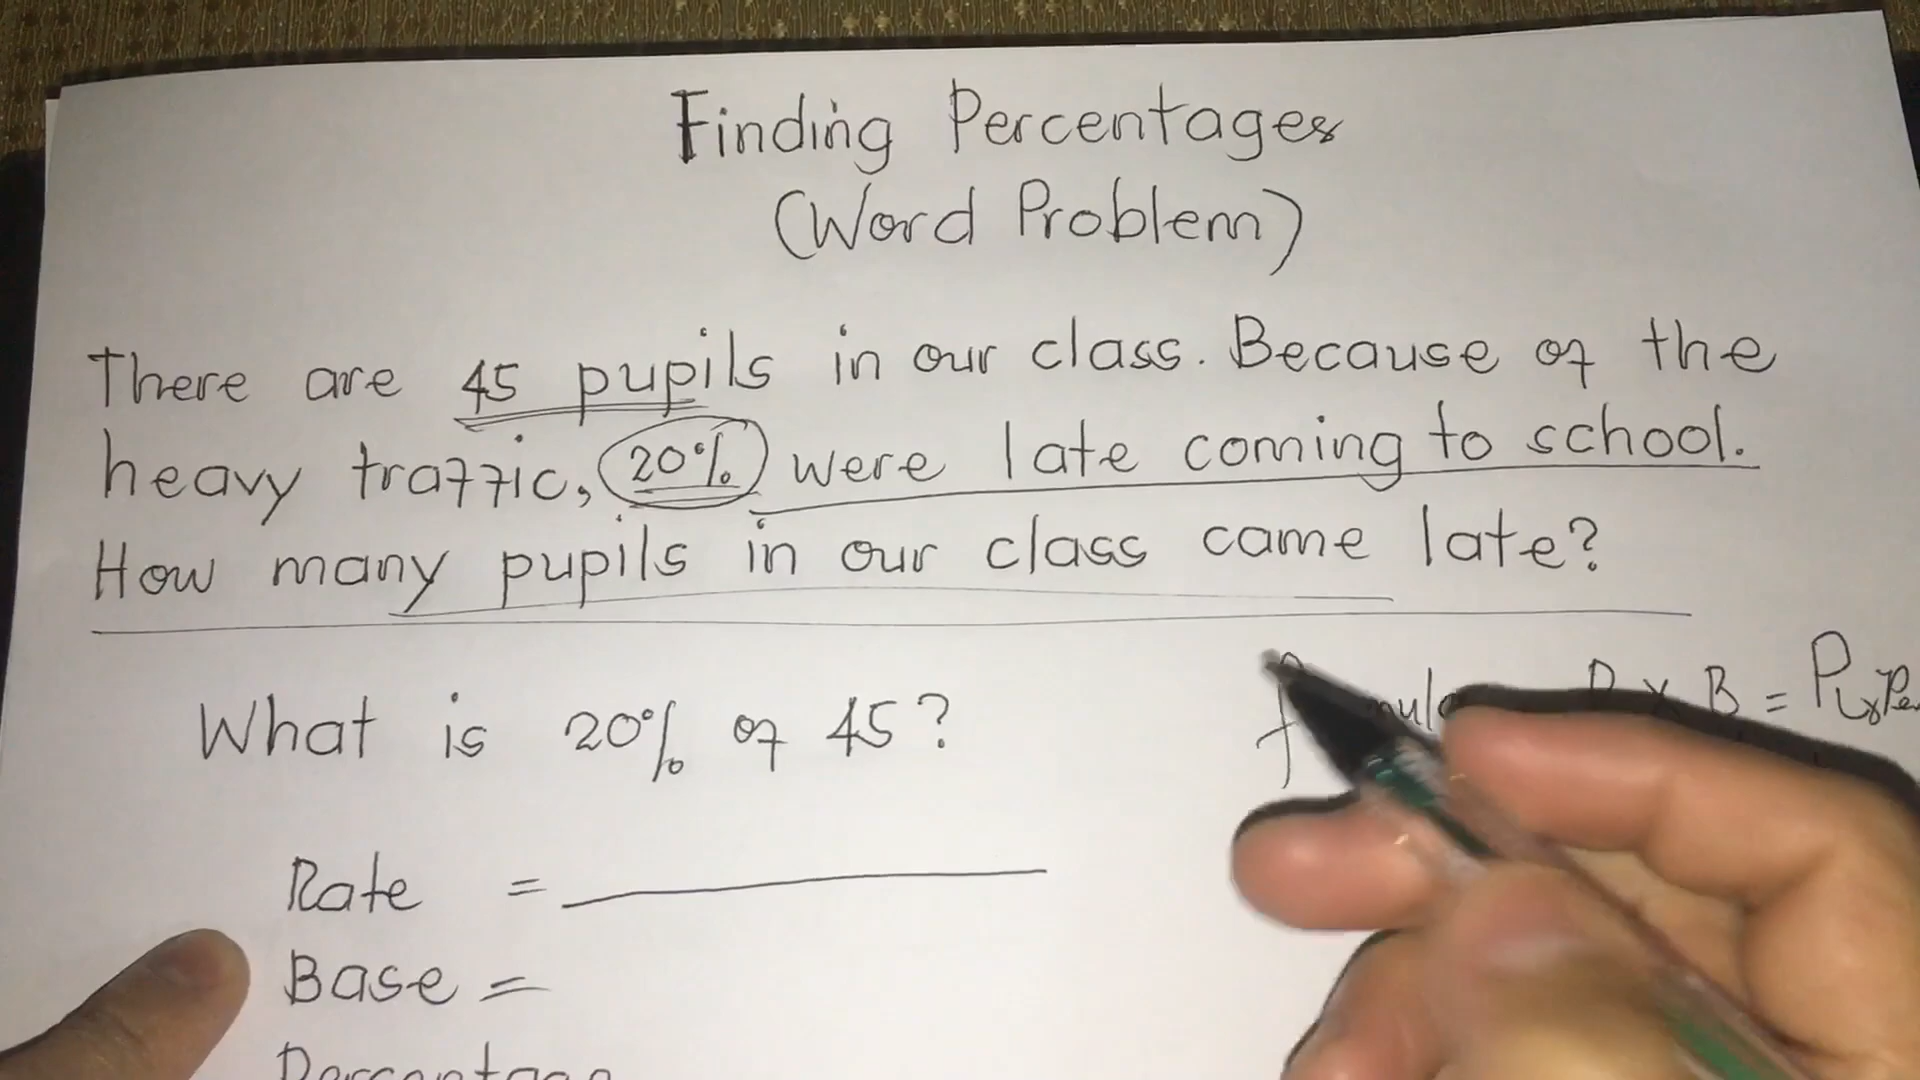 Finding Percentages
(Word Problem)
There are 45 pupils in our class. Because of the
heavy traffic, 20% were late coming to school.
How many pupils in our class came late?
What is 20% of 45?
x B = P
Rate =
Base =
Percentage